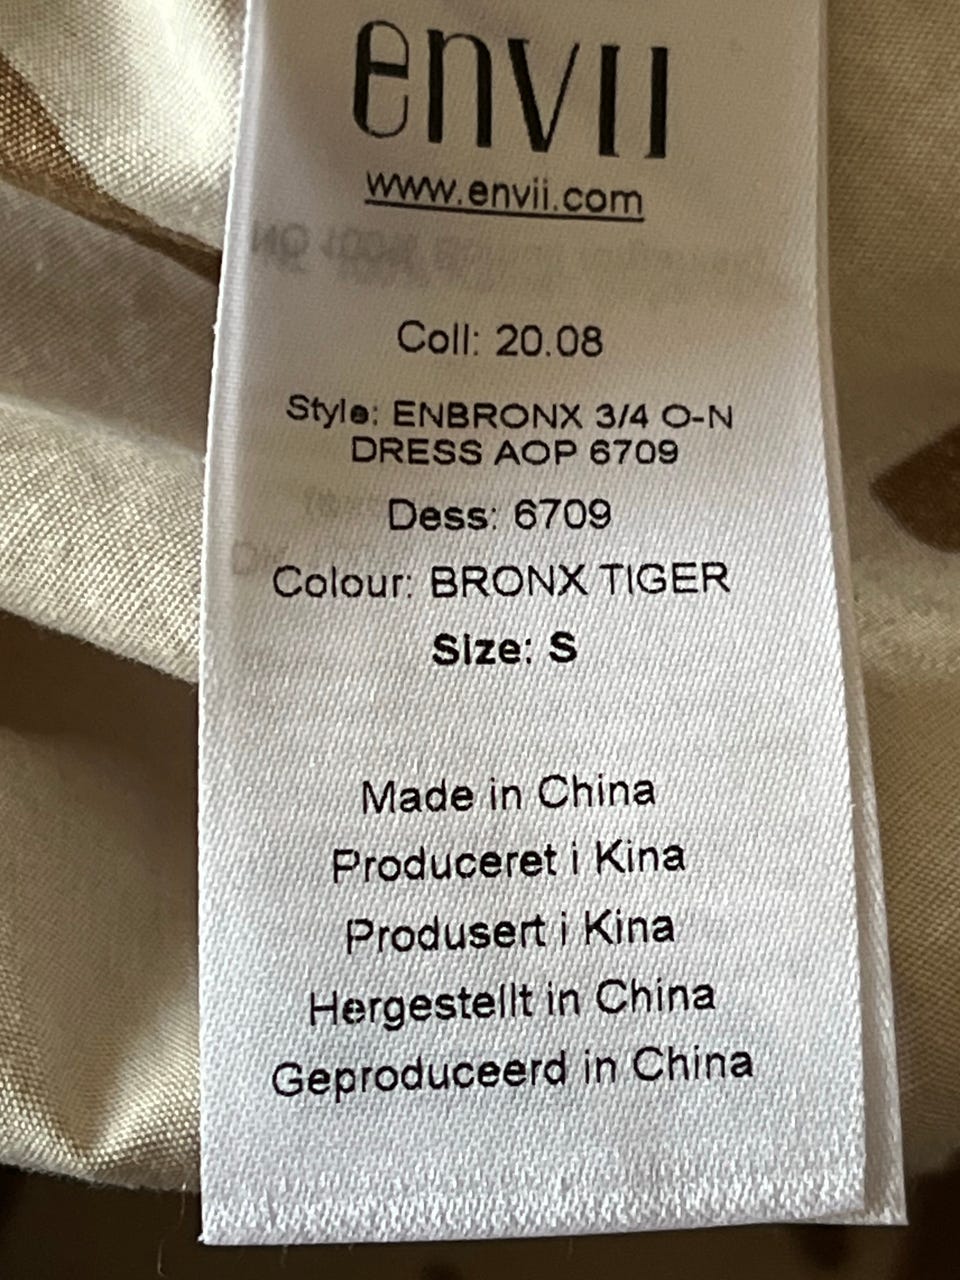 envii
www.envii.com
Coll: 20.08
Style: ENBRONX 3/4 O-N
DRESS AOP 6709
Dess: 6709
Colour: BRONX TIGER
Size: S
Made in China
Produceret i Kina
Produsert i Kina
Hergestellt in China
Geproduceerd in China